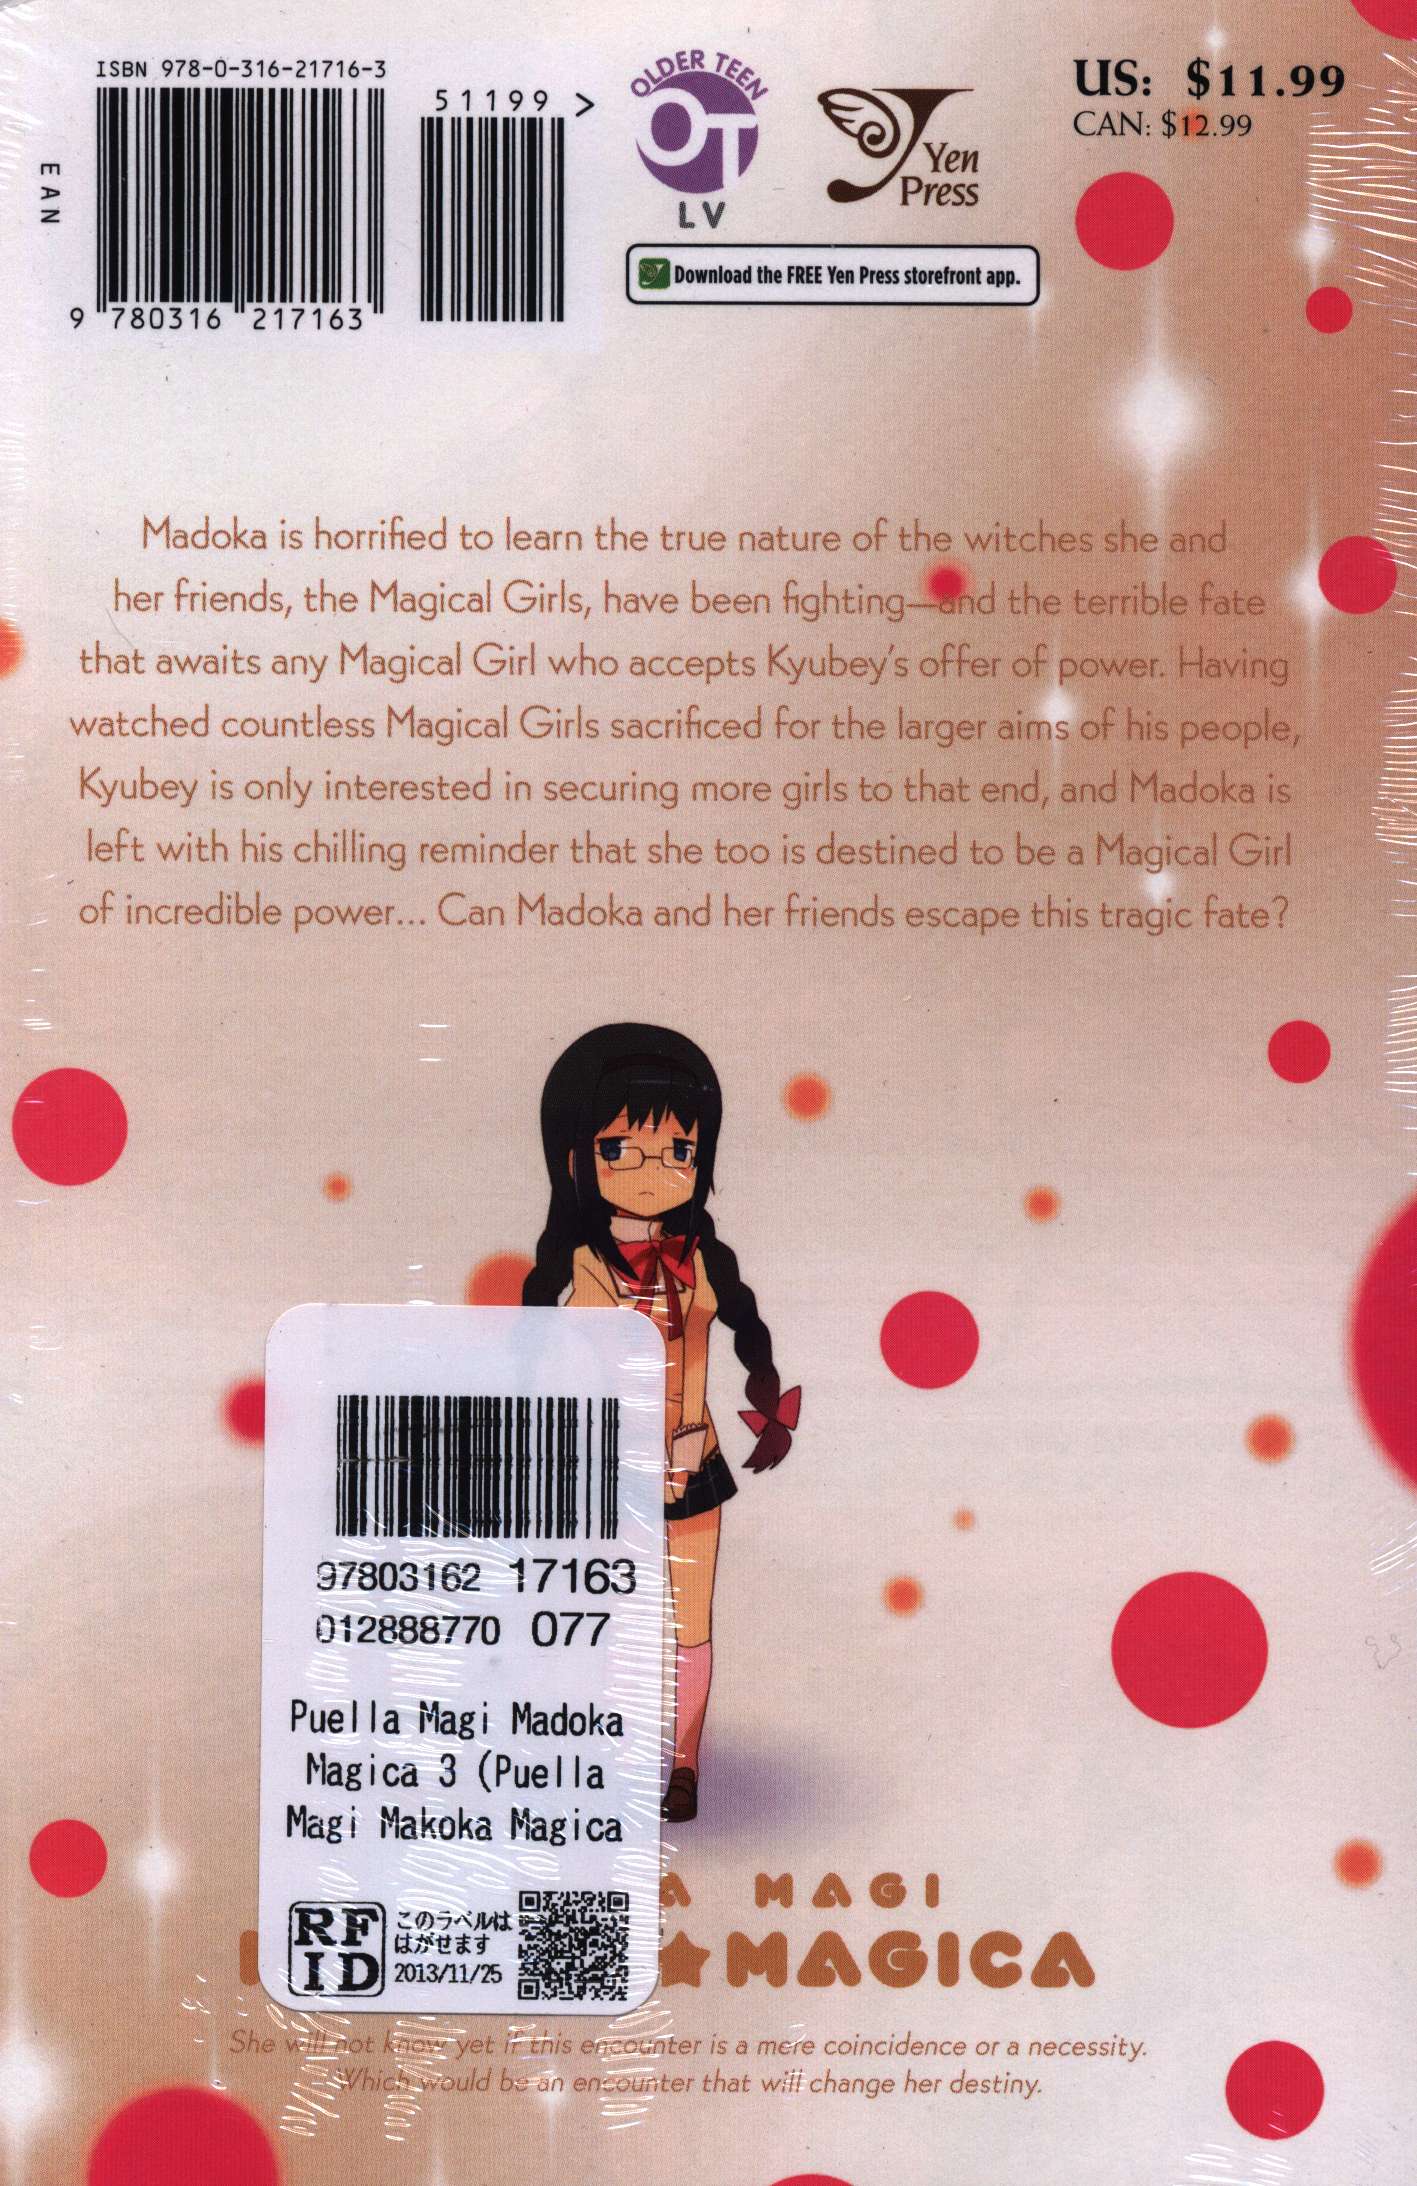 ISBN 978-0-316-21716-3
51199 >
EAN
9 780316 217163
OLDER TEEN
OT
LV
Yen
Press
US: $11.99
CAN: $12.99
Download the FREE Yen Press storefront app.
Madoka is horrified to learn the true nature of the witches she and
her friends, the Magical Girls, have been fighting—and the terrible fate
that awaits any Magical Girl who accepts Kyubey's offer of power. Having
watched countless Magical Girls sacrificed for the larger aims of his people,
Kyubey is only interested in securing more girls to that end, and Madoka is
left with his chilling reminder that she too is destined to be a Magical Girl
of incredible power... Can Madoka and her friends escape this tragic fate?
97803162 17163
012888770 077
Puella Magi Madoka
Magica 3 (Puella
Magi Makoka Magica
RF
ID
このラベルは
はがせます
2013/11/25
A MAGI
★MAGICA
She will not know yet if this encounter is a mere coincidence or a necessity.
Which would be an encounter that will change her destiny.